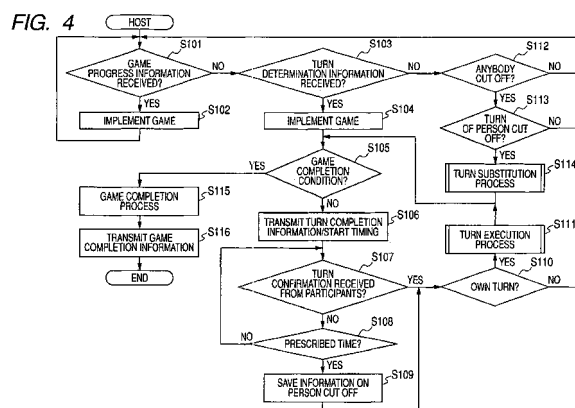 FIG. 4
HOST
S101
GAME
PROGRESS INFORMATION
RECEIVED?
NO
YES
S102
IMPLEMENT GAME
S103
TURN
DETERMINATION INFORMATION
RECEIVED?
NO
YES
S104
IMPLEMENT GAME
S112
ANYBODY
CUT OFF?
NO
YES
S113
TURN
OF PERSON CUT
OFF?
NO
YES
TURN SUBSTITUTION
PROCESS
S114
S105
GAME
COMPLETION
CONDITION?
YES
NO
S115
GAME COMPLETION
PROCESS
S116
TRANSMIT GAME
COMPLETION INFORMATION
END
S106
TRANSMIT TURN COMPLETION
INFORMATION/START TIMING
TURN EXECUTION
PROCESS
S111
YES
S110
OWN TURN?
NO
S107
TURN
CONFIRMATION RECEIVED
FROM PARTICIPANTS?
YES
NO
S108
PRESCRIBED TIME?
NO
YES
S109
SAVE INFORMATION ON
PERSON CUT OFF